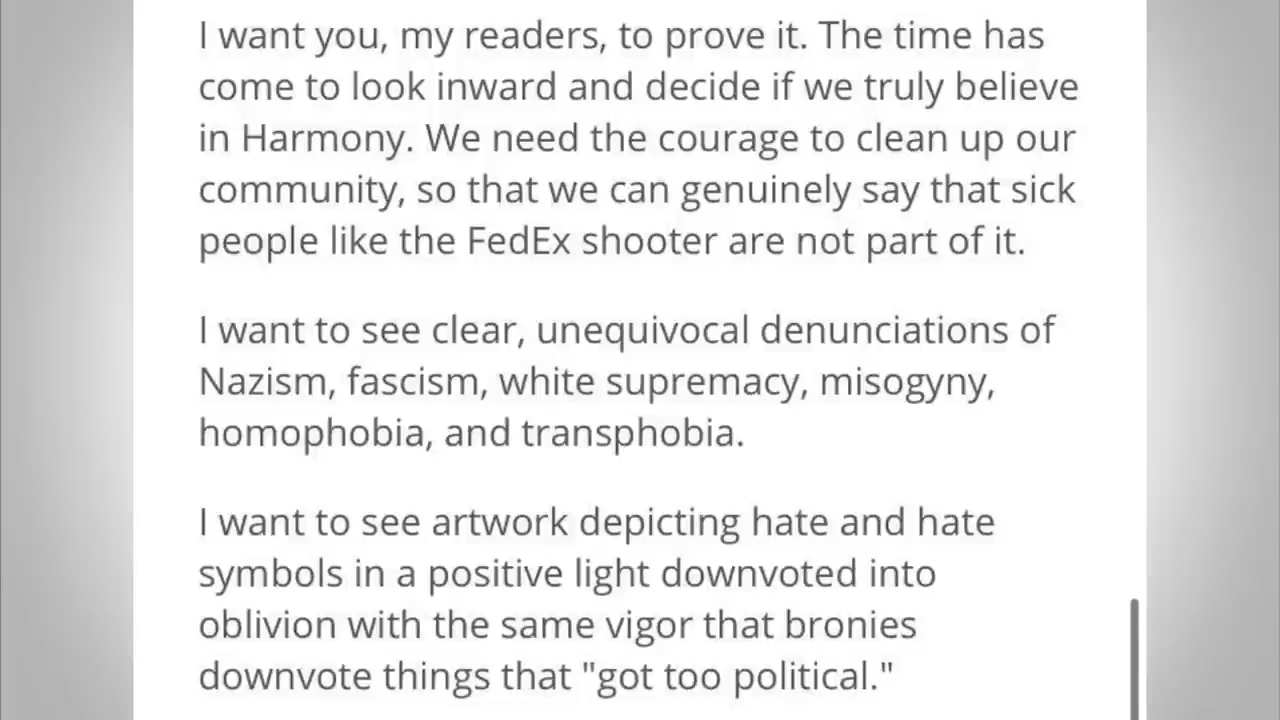 I want you, my readers, to prove it. The time has
come to look inward and decide if we truly believe
in Harmony. We need the courage to clean up our
community, so that we can genuinely say that sick
people like the FedEx shooter are not part of it.
I want to see clear, unequivocal denunciations of
Nazism, fascism, white supremacy, misogyny,
homophobia, and transphobia.
I want to see artwork depicting hate and hate
symbols in a positive light downvoted into
oblivion with the same vigor that bronies
downvote things that "got too political."